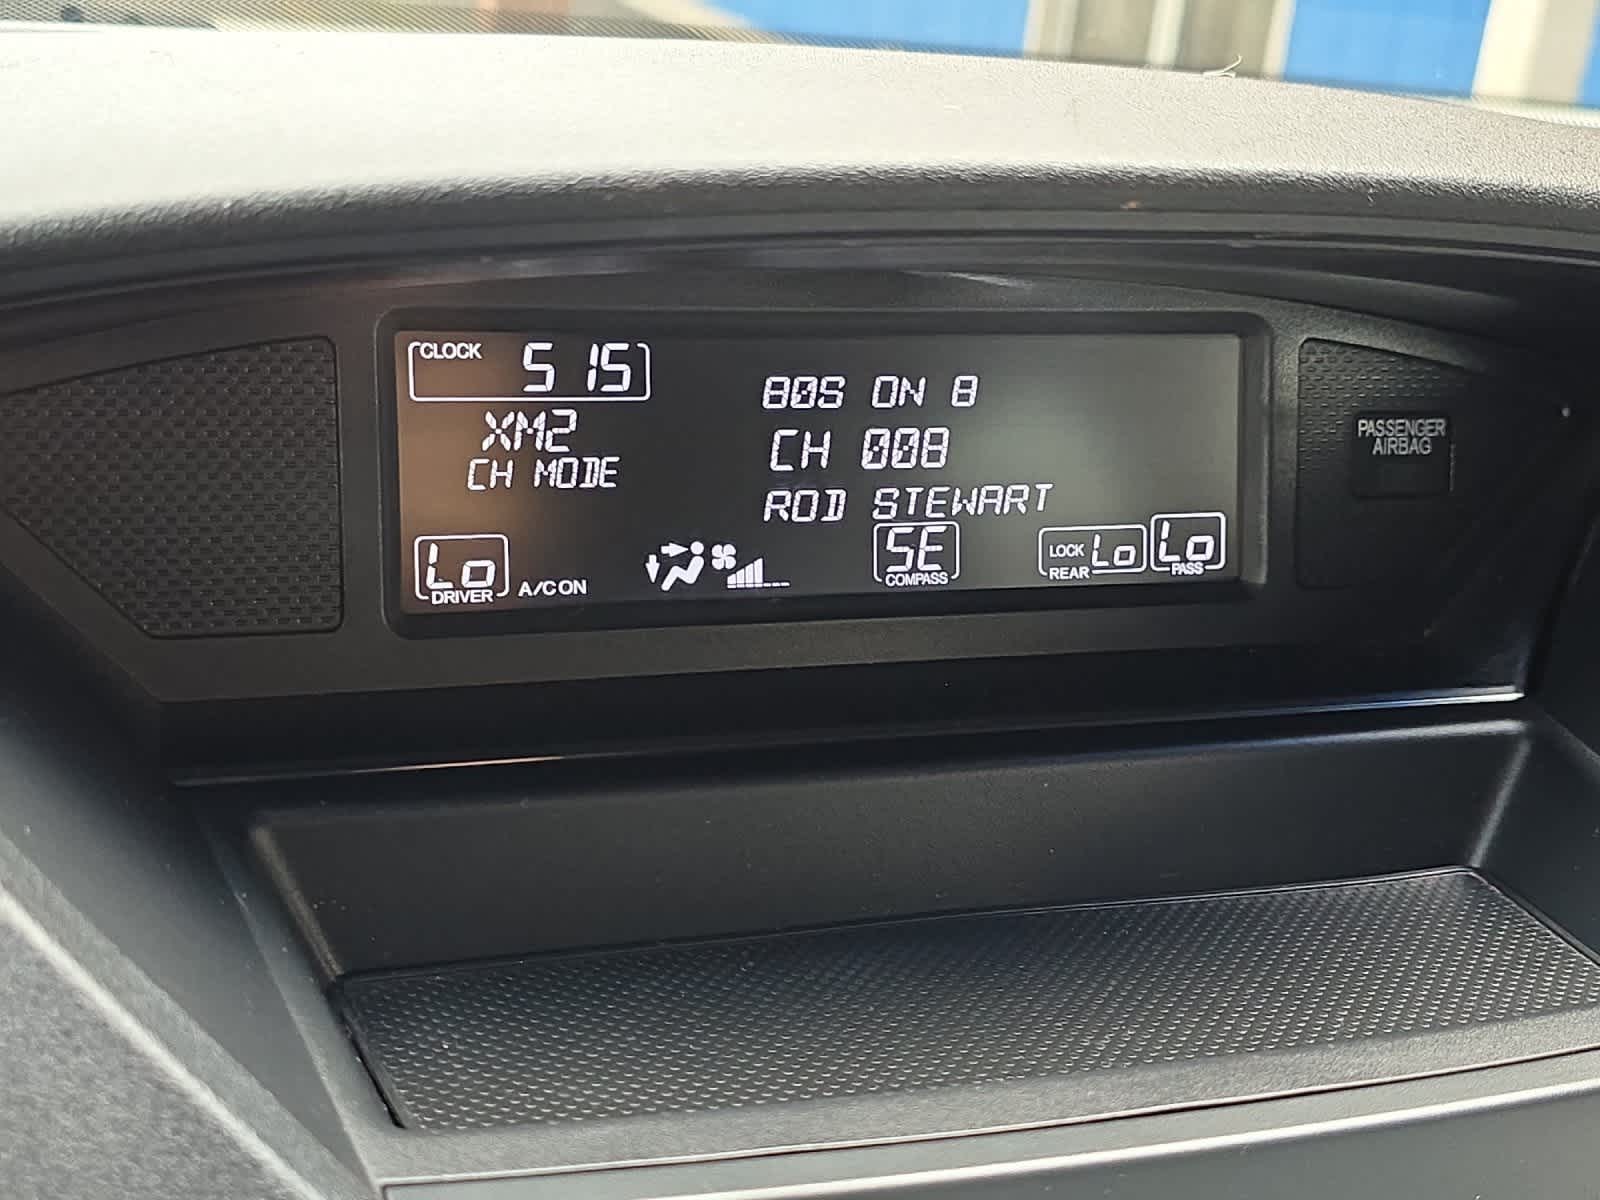 CLOCK 5 15
XM2
CH MODE
80S ON 8
CH 008
ROD STEWART
Lo
DRIVER
A/C ON
SE
COMPASS
LOCK
REAR
Lo
Lo
PASS
PASSENGER
AIRBAG